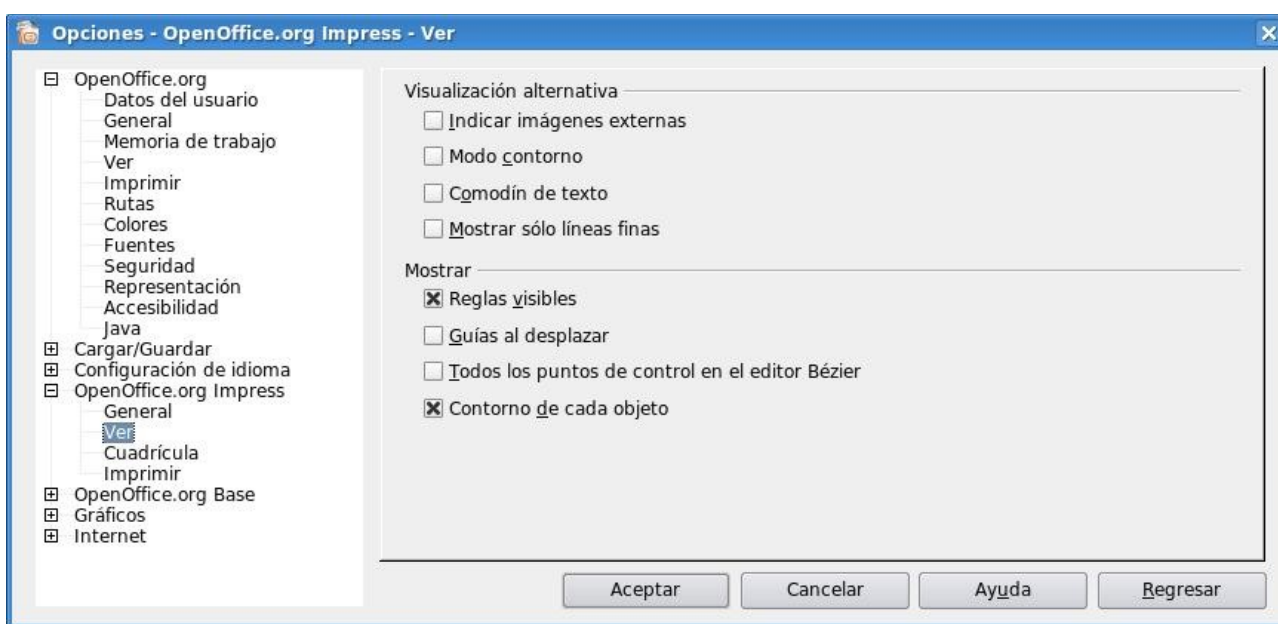 Opciones - OpenOffice.org Impress - Ver
OpenOffice.org
Datos del usuario
General
Memoria de trabajo
Ver
Imprimir
Rutas
Colores
Fuentes
Seguridad
Representación
Accesibilidad
Java
Cargar/Guardar
Configuración de idioma
OpenOffice.org Impress
General
Ver
Cuadrícula
Imprimir
OpenOffice.org Base
Gráficos
Internet
Visualización alternativa
Indicar imágenes externas
Modo contorno
Comodín de texto
Mostrar sólo líneas finas
Mostrar
Reglas visibles
Guías al desplazar
Todos los puntos de control en el editor Bézier
Contorno de cada objeto
Aceptar
Cancelar
Ayuda
Regresar